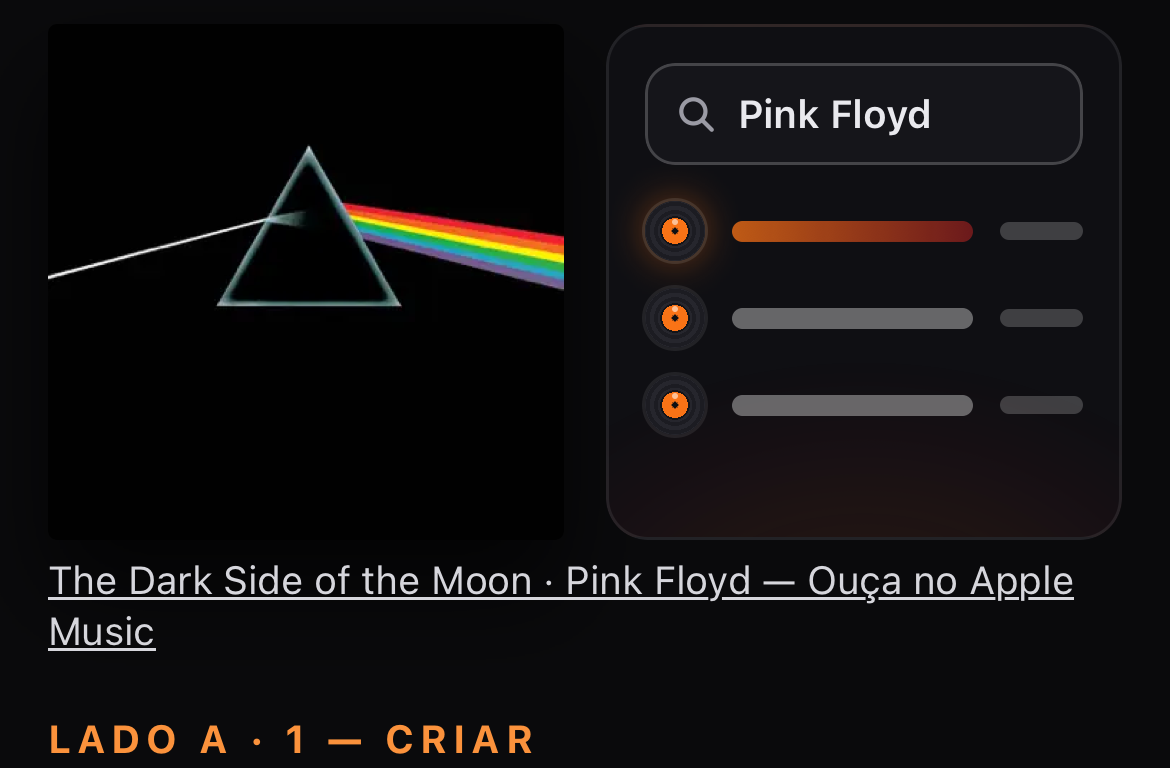 Pink Floyd
The Dark Side of the Moon · Pink Floyd — Ouça no Apple
Music
LADO A · 1 — CRIAR